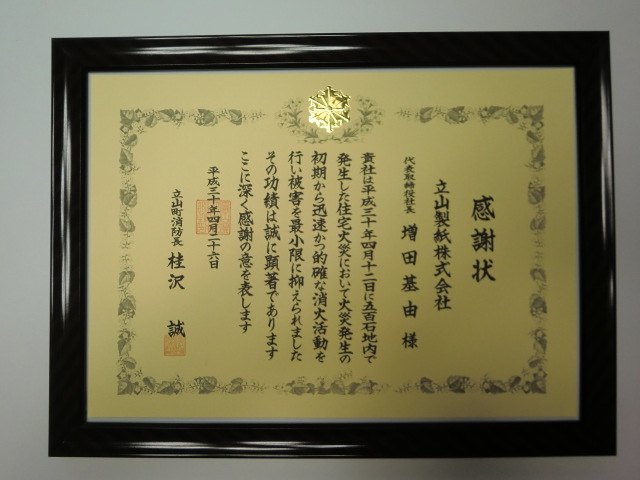 感謝状
立山製紙株式会社
代表取締役社長 増田基由 様
貴社は平成三十年四月十二日に五百石地内で
発生した住宅火災において火災発生の
初期から迅速かつ的確な消火活動を
行い被害を最小限に抑えられました
その功績は誠に顕著であります
ここに深く感謝の意を表します
平成三十年四月二十六日
立山町消防長 桂沢 誠